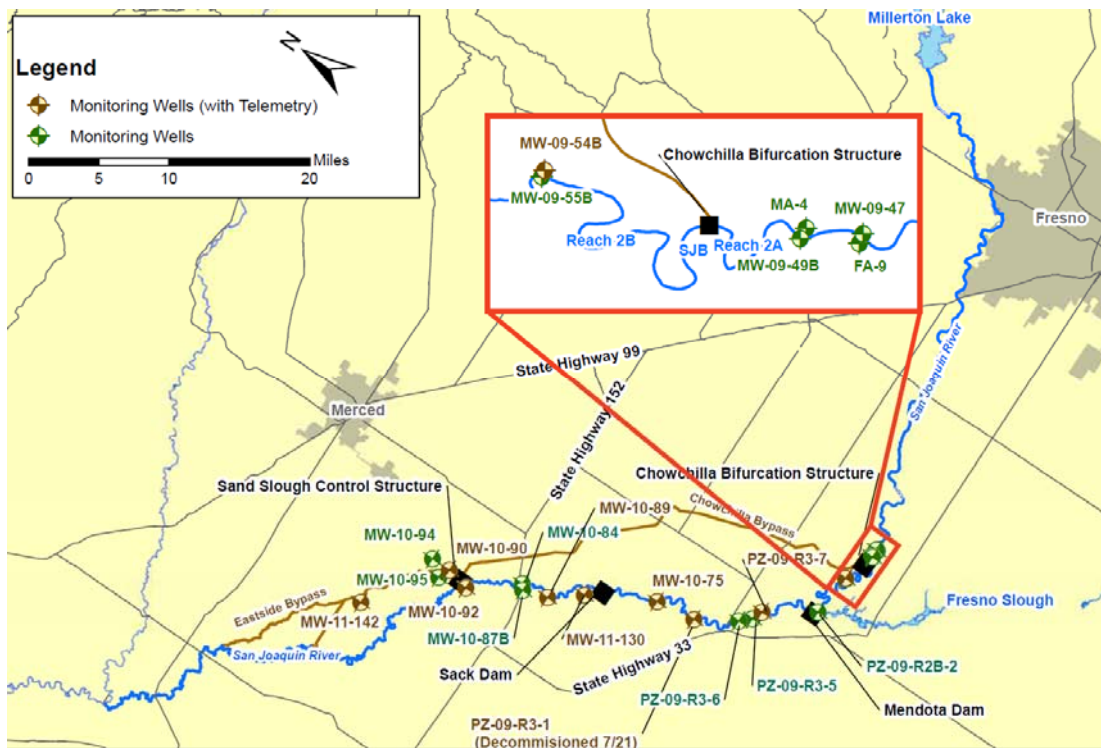 Millerton Lake
N
Legend
Monitoring Wells (with Telemetry)
Monitoring Wells
Miles
0 5 10 20
MW-09-54B
Chowchilla Bifurcation Structure
MW-09-55B
MA-4
MW-09-47
Reach 2B
SJB
Reach 2A
MW-09-49B
FA-9
Fresno
State Highway 99
San Joaquin River
Merced
State Highway 152
Chowchilla Bifurcation Structure
Sand Slough Control Structure
MW-10-89
Chowchilla Bypass
MW-10-94
MW-10-90
MW-10-84
PZ-09-R3-7
MW-10-95
MW-10-75
Eastside Bypass
MW-10-92
Fresno Slough
MW-11-142
MW-10-87B
MW-11-130
San Joaquin River
State Highway 33
PZ-09-R2B-2
Sack Dam
PZ-09-R3-5
PZ-09-R3-6
Mendota Dam
PZ-09-R3-1
(Decommisioned 7/21)